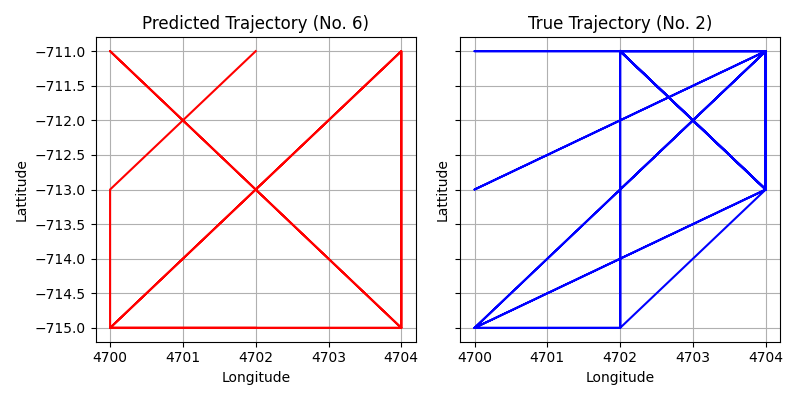 Predicted Trajectory (No. 6)
True Trajectory (No. 2)
−711.0
−711.5
−712.0
−712.5
−713.0
−713.5
−714.0
−714.5
−715.0
Lattitude
Lattitude
4700 4701 4702 4703 4704
4700 4701 4702 4703 4704
Longitude
Longitude